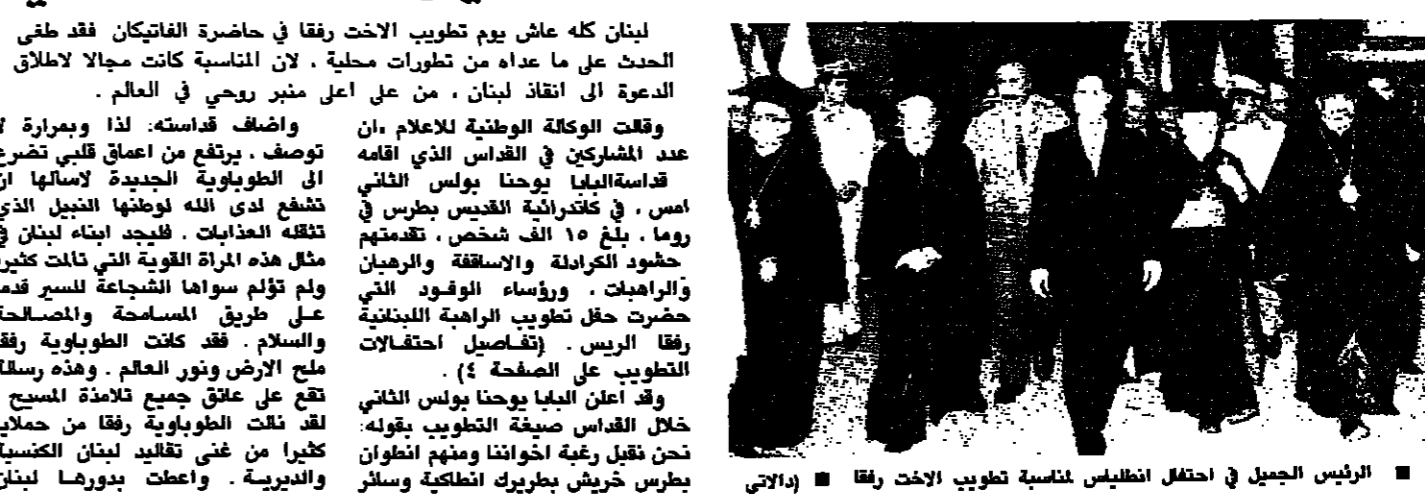 لبنان كله عاش يوم تطويب الاخت رفقا في حاضرة الفاتيكان فقد طغى
الحدث على ما عداه من تطورات محلية ، لان المناسبة كانت مجالا لاطلاق
الدعوة الى انقاذ لبنان ، من على اعلى منبر روحي في العالم .
وقالت الوكالة الوطنية للاعلام «ان
عدد المشاركين في القداس الذي اقامه
قداسةالبابا يوحنا بولس الثاني
امس ، في كاتدرائية القديس بطرس في
روما ، بلغ ١٥ الف شخص ، تقدمتهم
حشود الكرادلة والاساقفة والرهبان
والراهبات ، ورؤساء الوفود التي
حضرت حفل تطويب الراهبة اللبنانية
رفقا الريس . (تفاصيل احتفالات
التطويب على الصفحة ٤) .
وقد اعلن البابا يوحنا بولس الثاني
خلال القداس صيغة التطويب بقوله:
نحن نقبل رغبة اخواننا ومنهم انطوان
بطرس خريش بطريرك انطاكية وسائر
واضاف قداسته: لذا وبمرارة لا
توصف ، يرتفع من اعماق قلبي تضرع
الى الطوباوية الجديدة لاسالها ان
تشفع لدى الله لوطنها النبيل الذي
تثقله العذابات . فليجد ابناء لبنان في
مثال هذه المراة القوية التي تالمت كثيرا
ولم تؤلم سواها الشجاعة للسير قدما
على طريق المسامحة والمصالحة
والسلام . فقد كانت الطوباوية رفقا
ملح الارض ونور العالم . وهذه رسالة
تقع على عاتق جميع تلامذة المسيح
لقد نالت الطوباوية رفقا من حملايا
كثيرا من غنى تقاليد لبنان الكنسية
والديرية . واعطت بدورها لبنان
■ الرئيس الجميل في احتفال انطلياس لمناسبة تطويب الاخت رفقا ■ (دالاتي